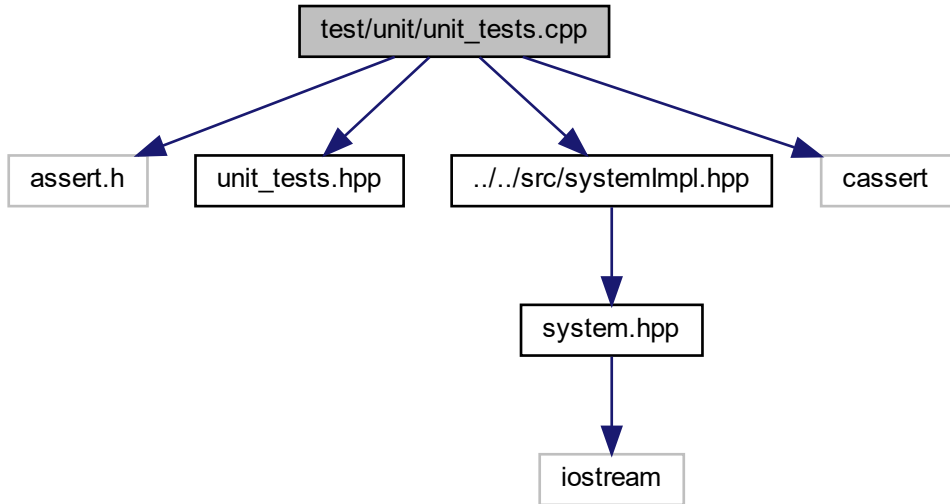 test/unit/unit_tests.cpp
assert.h
unit_tests.hpp
../../src/systemImpl.hpp
cassert
system.hpp
iostream